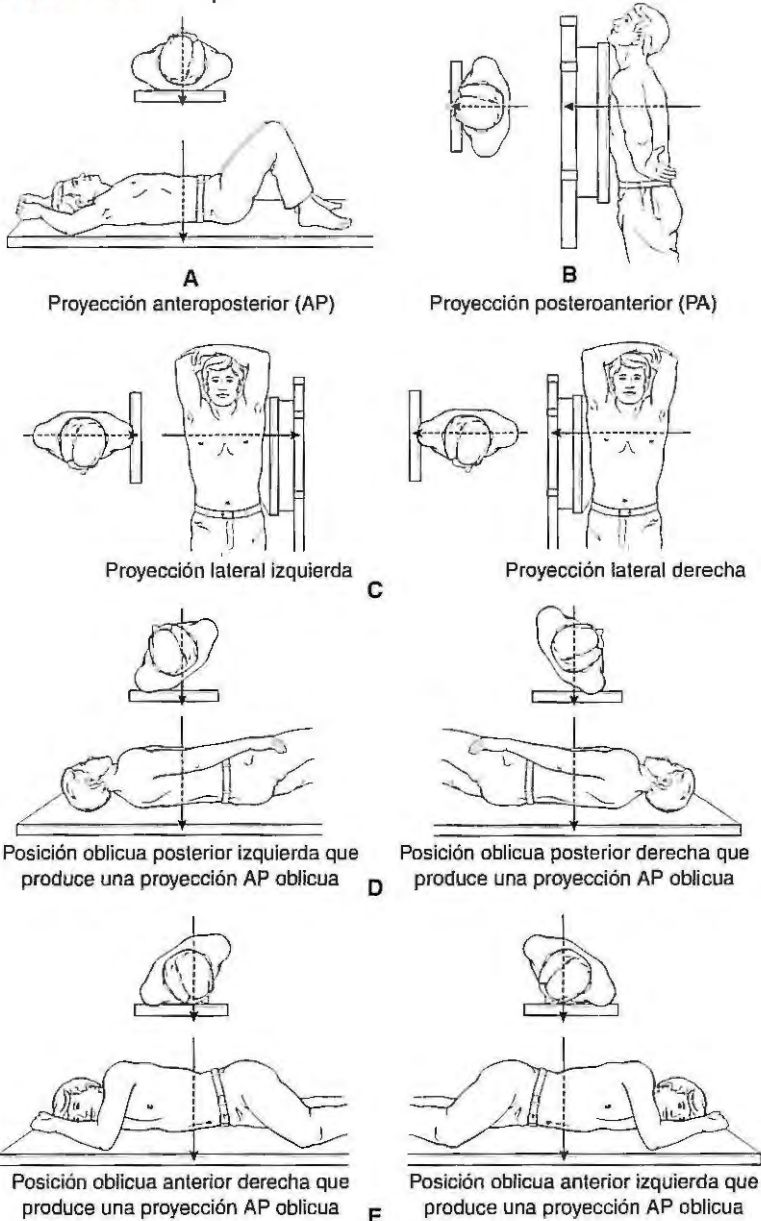 A
B
Proyección anteroposterior (AP)
Proyección posteroanterior (PA)
Proyección lateral izquierda
Proyección lateral derecha
C
Posición oblicua posterior izquierda que
produce una proyección AP oblicua
Posición oblicua posterior derecha que
produce una proyección AP oblicua
D
Posición oblicua anterior derecha que
produce una proyección AP oblicua
Posición oblicua anterior izquierda que
produce una proyección AP oblicua